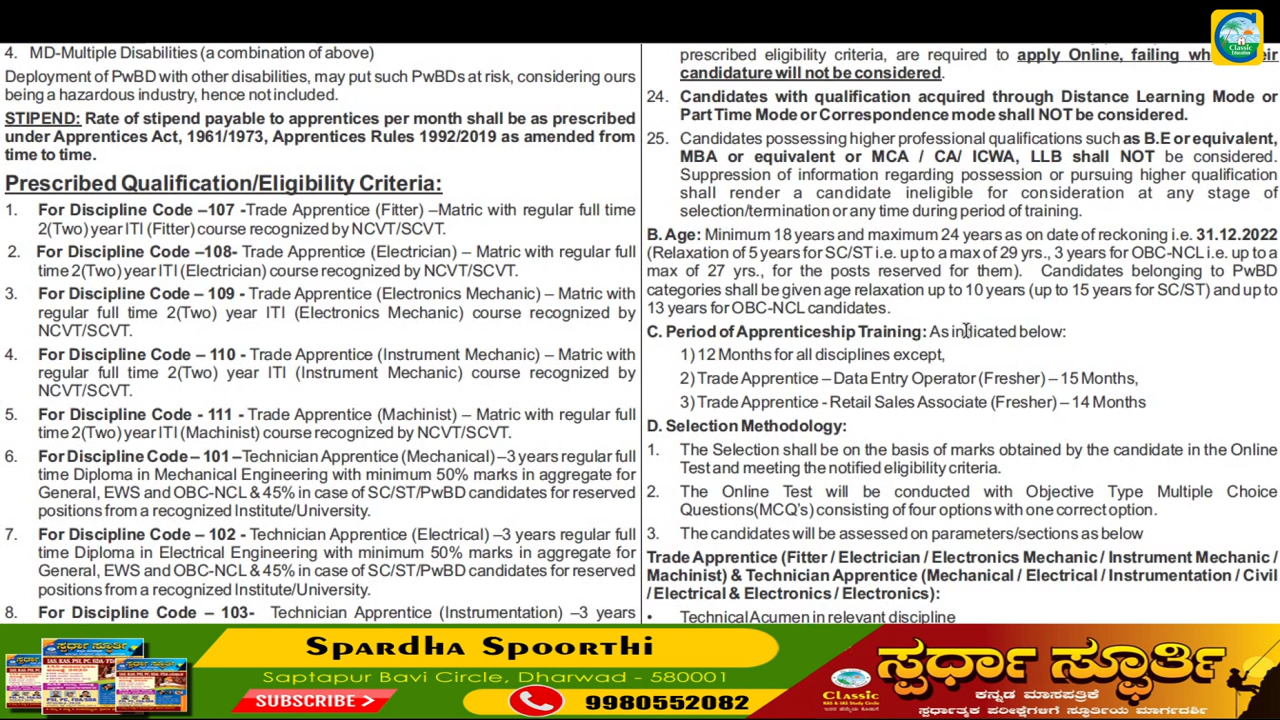 4. MD-Multiple Disabilities (a combination of above)
Deployment of PwBD with other disabilities, may put such PwBDs at risk, considering ours
being a hazardous industry, hence not included.
STIPEND: Rate of stipend payable to apprentices per month shall be as prescribed
under Apprentices Act, 1961/1973, Apprentices Rules 1992/2019 as amended from
time to time.
Prescribed Qualification/Eligibility Criteria:
1. For Discipline Code –107 -Trade Apprentice (Fitter) –Matric with regular full time
2(Two) year ITI (Fitter) course recognized by NCVT/SCVT.
2. For Discipline Code –108- Trade Apprentice (Electrician) – Matric with regular full
time 2(Two) year ITI (Electrician) course recognized by NCVT/SCVT.
3. For Discipline Code – 109 - Trade Apprentice (Electronics Mechanic) – Matric with
regular full time 2(Two) year ITI (Electronics Mechanic) course recognized by
NCVT/SCVT.
4. For Discipline Code – 110 - Trade Apprentice (Instrument Mechanic) – Matric with
regular full time 2(Two) year ITI (Instrument Mechanic) course recognized by
NCVT/SCVT.
5. For Discipline Code - 111 - Trade Apprentice (Machinist) – Matric with regular full
time 2(Two) year ITI (Machinist) course recognized by NCVT/SCVT.
6. For Discipline Code – 101 –Technician Apprentice (Mechanical) –3 years regular full
time Diploma in Mechanical Engineering with minimum 50% marks in aggregate for
General, EWS and OBC-NCL & 45% in case of SC/ST/PwBD candidates for reserved
positions from a recognized Institute/University.
7. For Discipline Code – 102 - Technician Apprentice (Electrical) –3 years regular full
time Diploma in Electrical Engineering with minimum 50% marks in aggregate for
General, EWS and OBC-NCL & 45% in case of SC/ST/PwBD candidates for reserved
positions from a recognized Institute/University.
8. For Discipline Code – 103- Technician Apprentice (Instrumentation) –3 years
prescribed eligibility criteria, are required to apply Online, failing
candidature will not be considered.
24. Candidates with qualification acquired through Distance Learning Mode or
Part Time Mode or Correspondence mode shall NOT be considered.
25. Candidates possessing higher professional qualifications such as B.E or equivalent,
MBA or equivalent or MCA / CA/ ICWA, LLB shall NOT be considered.
Suppression of information regarding possession or pursuing higher qualification
shall render a candidate ineligible for consideration at any stage of
selection/termination or any time during period of training.
B. Age: Minimum 18 years and maximum 24 years as on date of reckoning i.e. 31.12.2022
(Relaxation of 5 years for SC/ST i.e. up to a max of 29 yrs., 3 years for OBC-NCL i.e. up to a
max of 27 yrs., for the posts reserved for them). Candidates belonging to PwBD
categories shall be given age relaxation up to 10 years (up to 15 years for SC/ST) and up to
13 years for OBC-NCL candidates.
C. Period of Apprenticeship Training: As indicated below:
1) 12 Months for all disciplines except,
2) Trade Apprentice – Data Entry Operator (Fresher) – 15 Months,
3) Trade Apprentice - Retail Sales Associate (Fresher) – 14 Months
D. Selection Methodology:
1. The Selection shall be on the basis of marks obtained by the candidate in the Online
Test and meeting the notified eligibility criteria.
2. The Online Test will be conducted with Objective Type Multiple Choice
Questions(MCQ's) consisting of four options with one correct option.
3. The candidates will be assessed on parameters/sections as below
Trade Apprentice (Fitter / Electrician / Electronics Mechanic / Instrument Mechanic /
Machinist) & Technician Apprentice (Mechanical / Electrical / Instrumentation / Civil
/ Electrical & Electronics / Electronics):
• Technical Acumen in relevant discipline
Classic
Education
Spardha Spoorthi
Saptapur Bavi Circle, Dharwad - 580001
SUBSCRIBE >
9980552082
Classic
KAS & IAS Study Circle
ಸ್ಪರ್ಧಾ ಸ್ಫೂರ್ತಿ
ಕನ್ನಡ ಮಾಸಪತ್ರಿಕೆ
ಸ್ಪರ್ಧಾತ್ಮಕ ಪರೀಕ್ಷೆಗಳಿಗೆ ಸ್ಫೂರ್ತಿಯ ಮಾರ್ಗದರ್ಶಿ